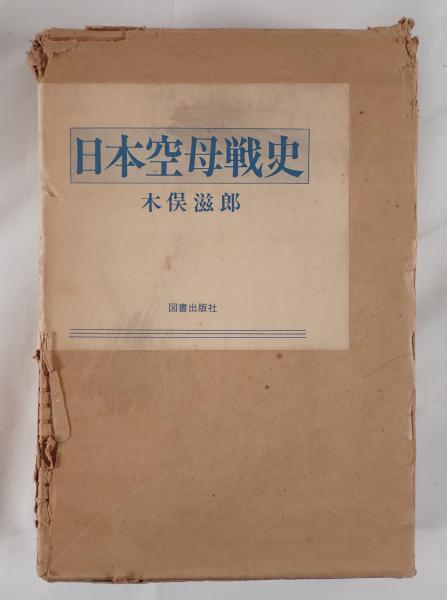 日本空母戦史
木俣滋郎
図書出版社